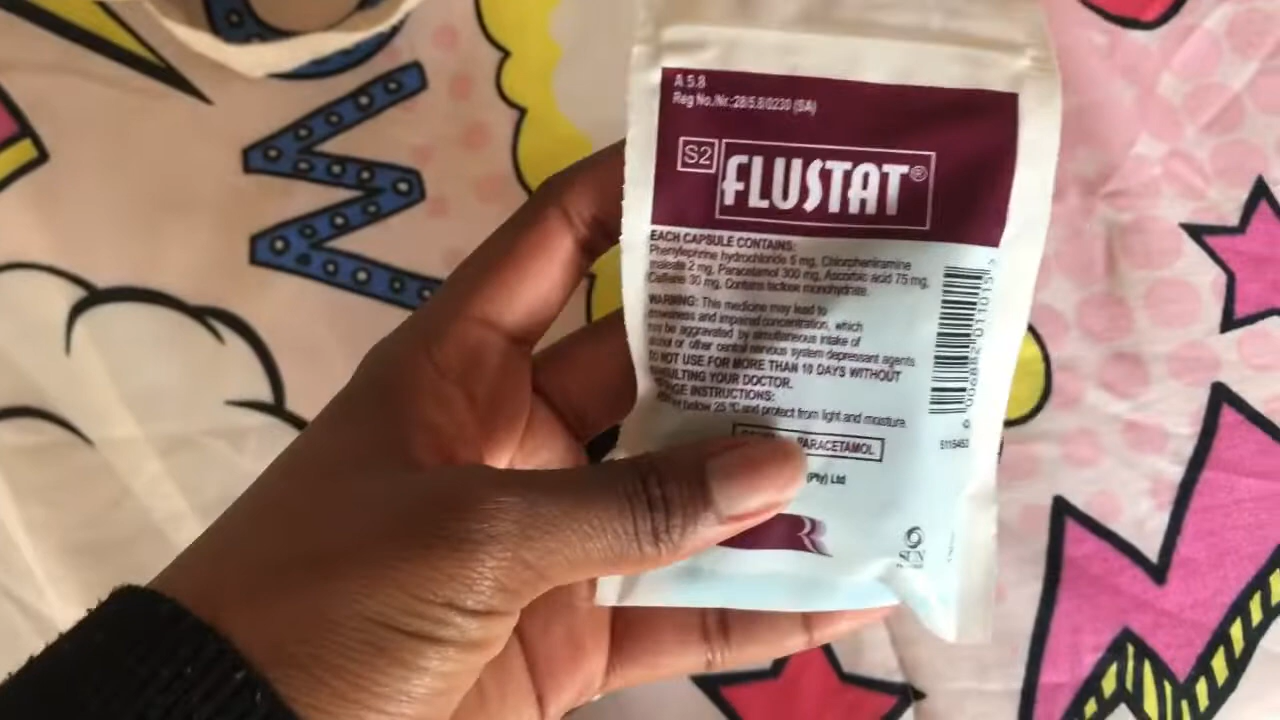 A 5.8
Reg No./Nr.:28/5.8/0230 (SA)
S2 FLUSTAT®
EACH CAPSULE CONTAINS:
Phenylephrine hydrochloride 5 mg, Chlorpheniramine
maleate 2 mg, Paracetamol 300 mg, Ascorbic acid 75 mg,
Caffeine 30 mg, Contains lactose monohydrate.
WARNING: This medicine may lead to
drowsiness and impaired concentration, which
may be aggravated by simultaneous intake of
alcohol or other central nervous system depressant agents.
DO NOT USE FOR MORE THAN 10 DAYS WITHOUT
NSULTING YOUR DOCTOR.
GE INSTRUCTIONS:
below 25 °C and protect from light and moisture.
PARACETAMOL
(Pty) Ltd
SUN
5115453